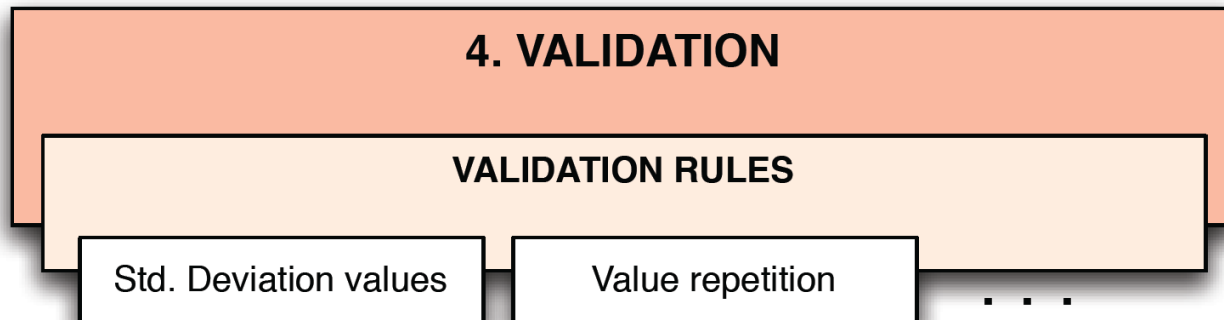 4. VALIDATION
VALIDATION RULES
Std. Deviation values
Value repetition
. . .